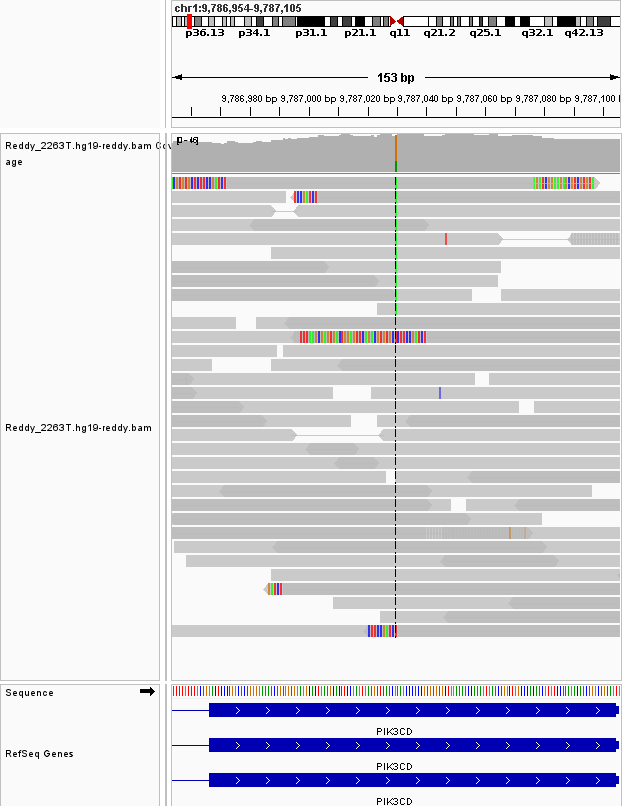 chr1:9,786,954-9,787,105
p36.13 p34.1 p31.1 p21.1 q11 q21.2 q25.1 q32.1 q42.13
153 bp
9,786,980 bp 9,787,000 bp 9,787,020 bp 9,787,040 bp 9,787,060 bp 9,787,080 bp 9,787,100 bp
Reddy_2263T.hg19-reddy.bam Cov
age
Reddy_2263T.hg19-reddy.bam
Sequence
PIK3CD
RefSeq Genes
PIK3CD
PIK3CD